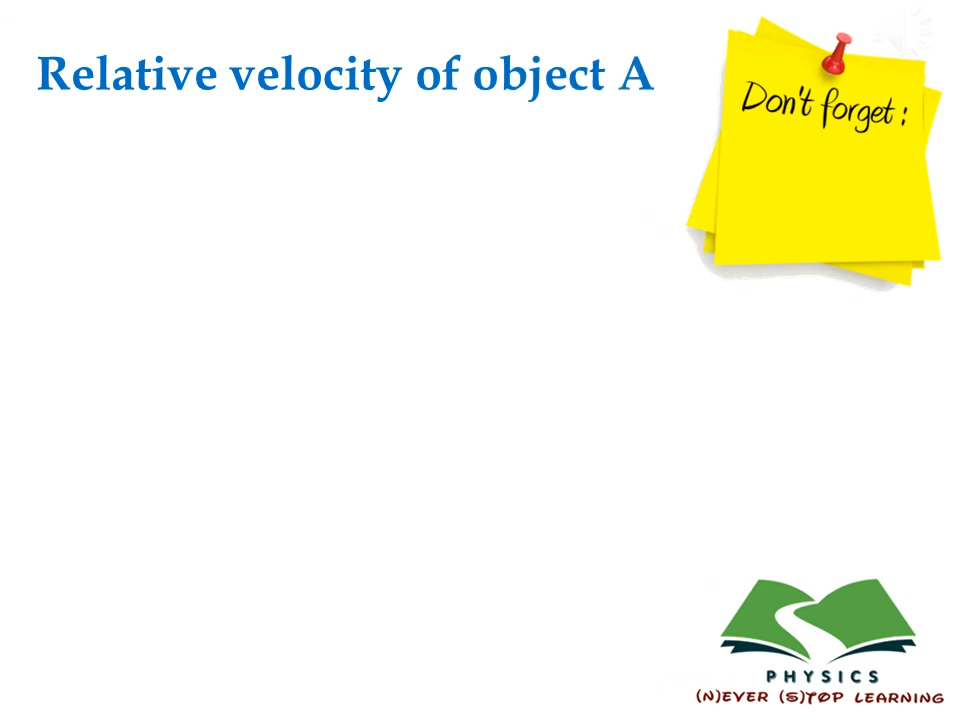 Relative velocity of object A
Don't forget:
PHYSICS
(N)EVER (S)TOP LEARNING